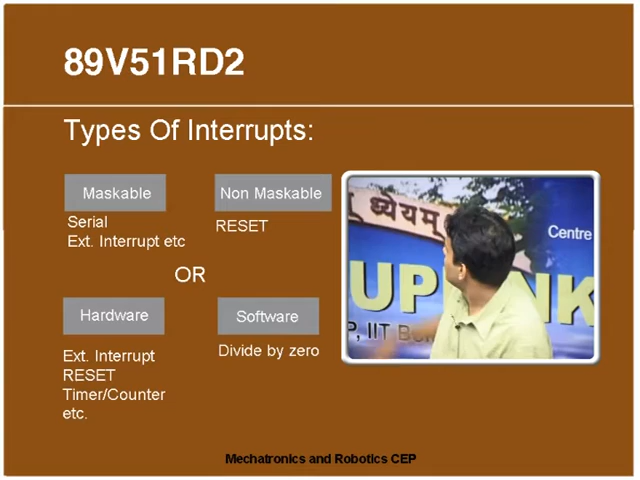 89V51RD2
Types Of Interrupts:
Maskable
Non Maskable
Serial
Ext. Interrupt etc
RESET
OR
Hardware
Software
Ext. Interrupt
RESET
Timer/Counter
etc.
Divide by zero
ध्येयम्
Centre
UP
NK
P, IIT
Mechatronics and Robotics CEP